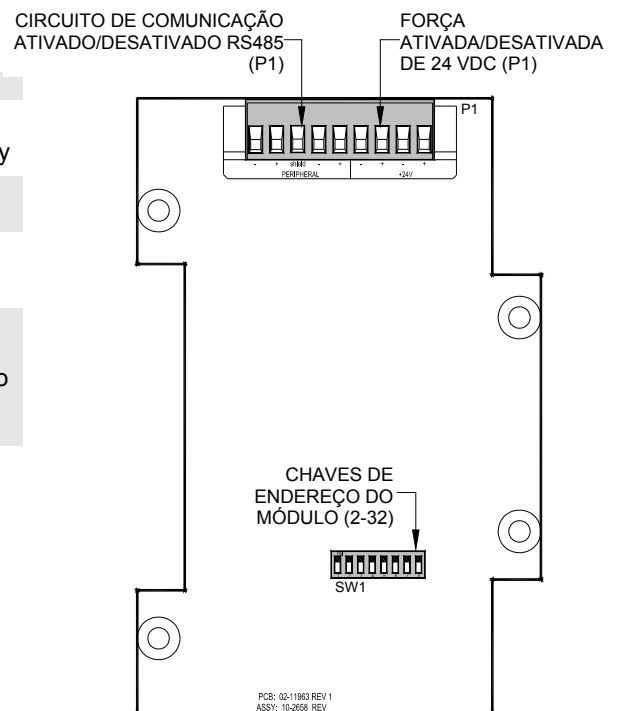 CIRCUITO DE COMUNICAÇÃO
ATIVADO/DESATIVADO RS485
(P1)
FORÇA
ATIVADA/DESATIVADA
DE 24 VDC (P1)
P1
- + shield - + - + - +
PERIPHERAL +24V
y
o
CHAVES DE
ENDEREÇO DO
MÓDULO (2-32)
SW1
PCB: 02-11963 REV 1
ASSY: 10-2658 REV